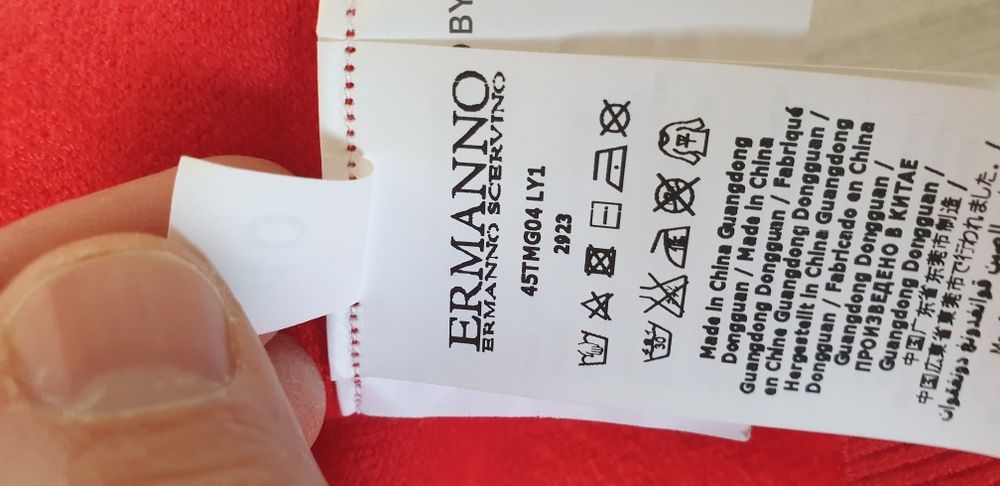 BY
ERMANNO
ERMANNO SCERVINO
45TMG04 LY1
2923
30
Made in China Guangdong
Dongguan / Made in China
Guangdong Dongguan / Fabriqué
en Chine Guangdong Dongguan /
Hergestellt in China Guangdong
Dongguan / Fabricado en China
Guangdong Dongguan /
ПРОИЗВЕДЕНО В КИТАЕ
Guangdong Dongguan /
中国广东省东莞市制造 /
中国広東省東莞市で行われました. /